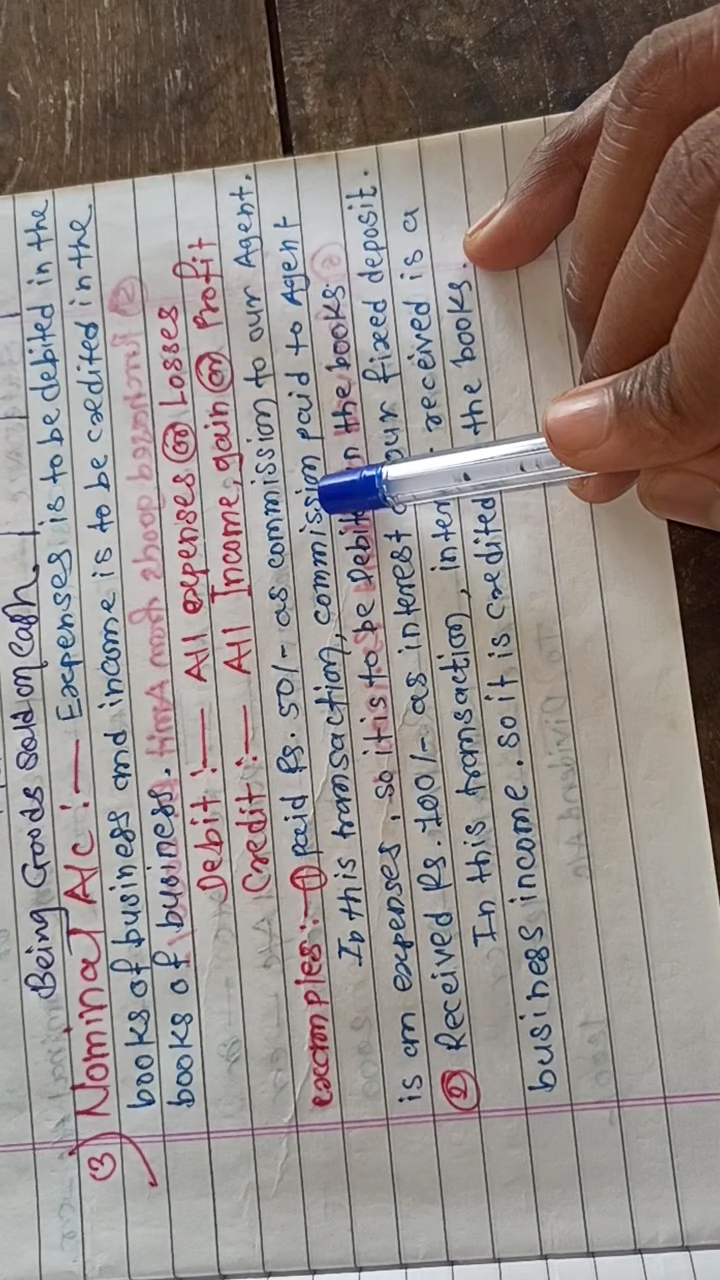 Being Goods Sold on Cash.
③ Nominal A/c :— Expenses is to be debited in the
books of business and income is to be credited in the
books of business.
Debit :— All expenses or Losses
Credit :— All Income, gain or Profit
examples :- ① paid Rs. 50/- as commission to our Agent.
In this transaction, commission paid to Agent
is an expenses, so it is to be Debit in the books.
② Received Rs. 100/- as interest our fixed deposit.
In this transaction, inter received is a
business income. so it is credited the books.